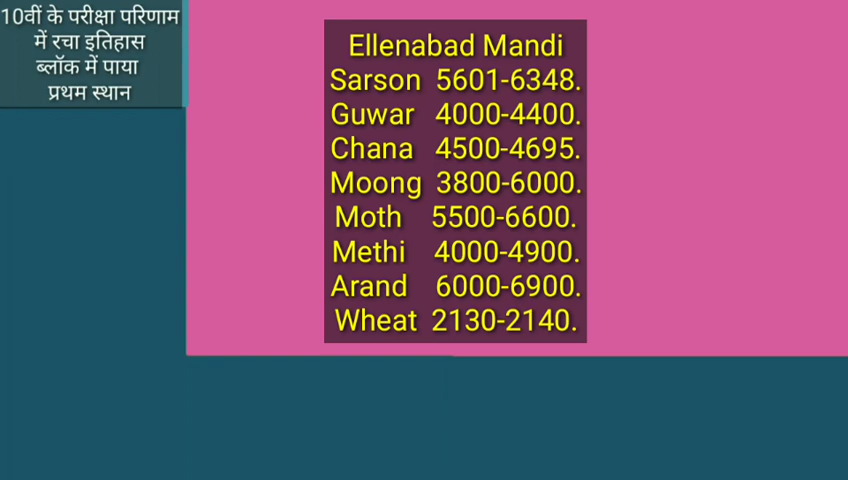 10वीं के परीक्षा परिणाम
में रचा इतिहास
ब्लॉक में पाया
प्रथम स्थान
Ellenabad Mandi
Sarson 5601-6348.
Guwar 4000-4400.
Chana 4500-4695.
Moong 3800-6000.
Moth 5500-6600.
Methi 4000-4900.
Arand 6000-6900.
Wheat 2130-2140.